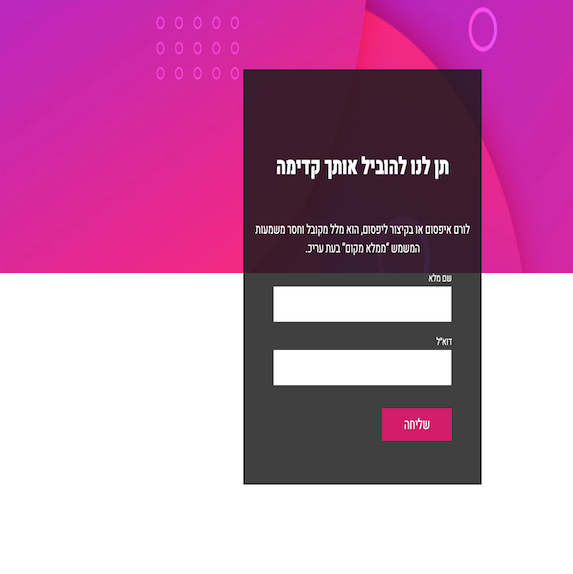 תן לנו להוביל אותך קדימה
לורם איפסום או בקיצור ליפסום, הוא מלל מקובל וחסר משמעות
המשמש "ממלא מקום" בעת עריכ.
שם מלא
דוא"ל
שליחה